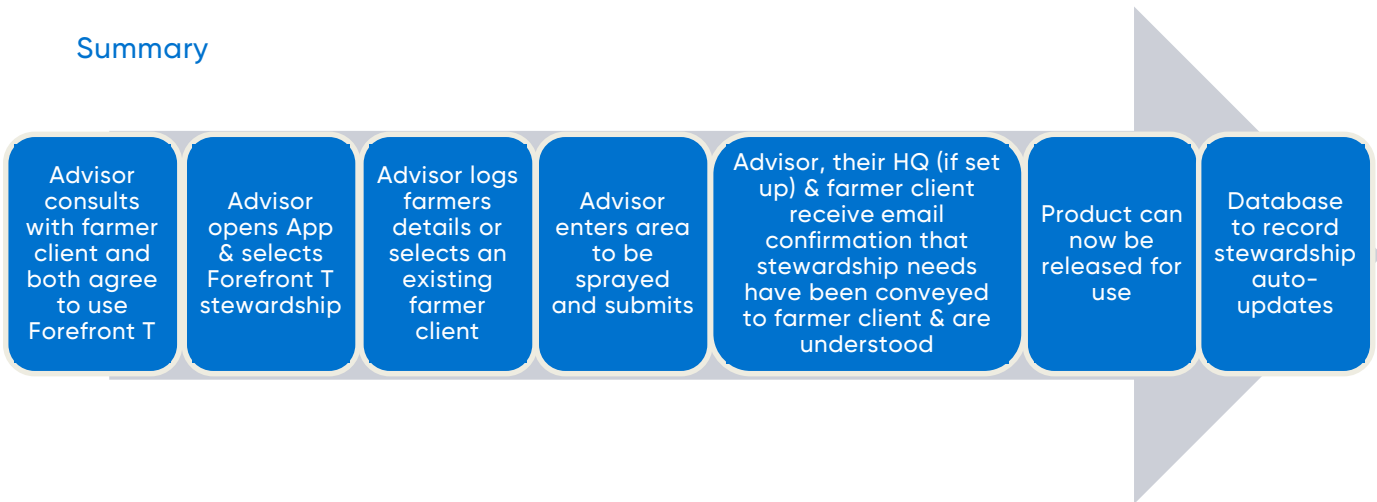 Summary
Advisor
consults
with farmer
client and
both agree
to use
Forefront T
Advisor
opens App
& selects
Forefront T
stewardship
Advisor logs
farmers
details or
selects an
existing
farmer
client
Advisor
enters area
to be
sprayed
and submits
Advisor, their HQ (if set
up) & farmer client
receive email
confirmation that
stewardship needs
have been conveyed
to farmer client & are
understood
Product can
now be
released for
use
Database
to record
stewardship
auto-
updates